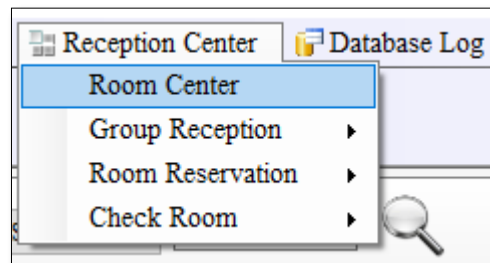 Reception Center
Database Log
Room Center
Group Reception
Room Reservation
Check Room